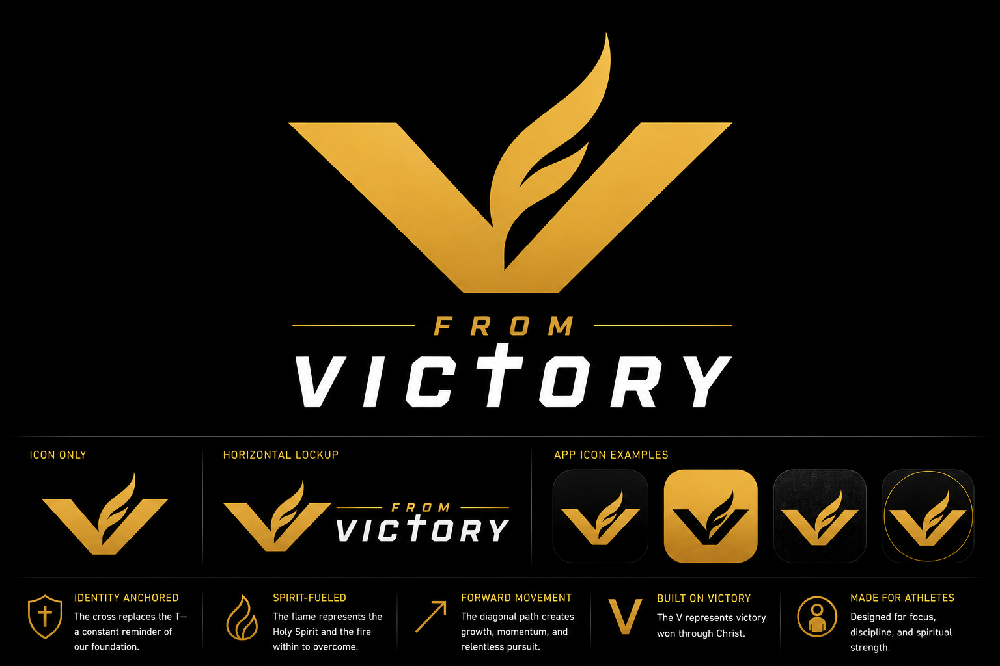 FROM
VICTORY
ICON ONLY
HORIZONTAL LOCKUP
APP ICON EXAMPLES
FROM
VICTORY
IDENTITY ANCHORED
The cross replaces the T—
a constant reminder of
our foundation.
SPIRIT-FUELED
The flame represents the
Holy Spirit and the fire
within to overcome.
FORWARD MOVEMENT
The diagonal path creates
growth, momentum, and
relentless pursuit.
V
BUILT ON VICTORY
The V represents victory
won through Christ.
MADE FOR ATHLETES
Designed for focus,
discipline, and spiritual
strength.